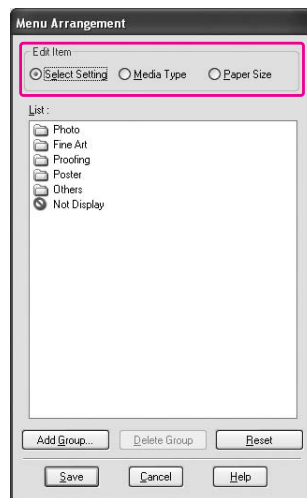 Menu Arrangement
Edit Item
Select Setting Media Type Paper Size
List :
Photo
Fine Art
Proofing
Poster
Others
Not Display
Add Group... Delete Group Reset
Save Cancel Help